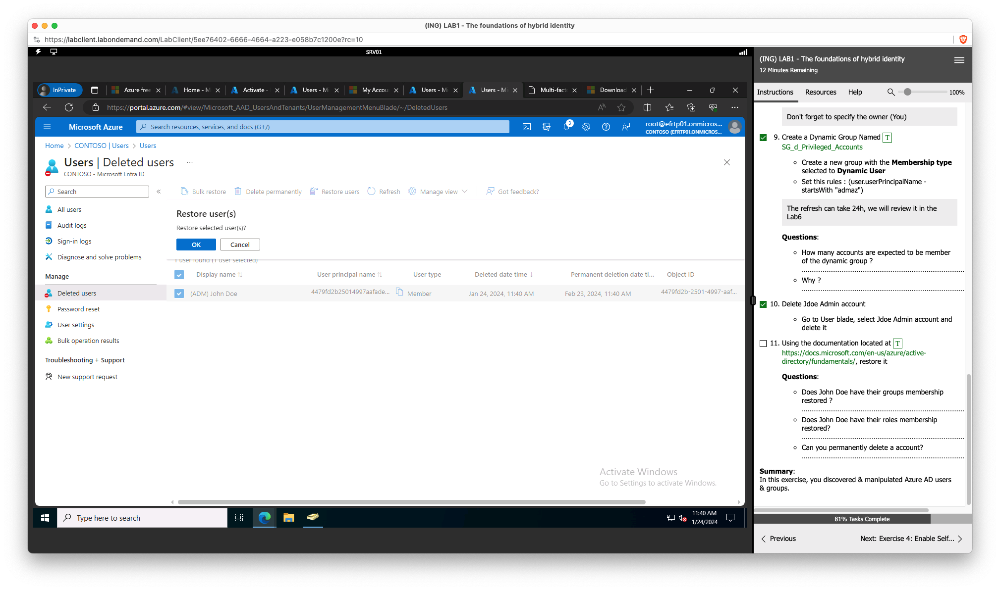 (ING) LAB1 - The foundations of hybrid identity
https://labclient.labondemand.com/LabClient/5ee76402-6666-4664-a223-e058b7c1200e?rc=10
SRV01
InPrivate
Azure free
Home - M
Activate -
Users - Mi
My Accou
Users - Mi
Users - Mi
Multi-facto
Download
https://portal.azure.com/#view/Microsoft_AAD_UsersAndTenants/UserManagementMenuBlade/~/DeletedUsers
Microsoft Azure
Search resources, services, and docs (G+/)
3
root@efrtp01.onmicros...
CONTOSO (EFRTP01.ONMICROS...
Home > CONTOSO | Users > Users
Users | Deleted users ...
CONTOSO - Microsoft Entra ID
Search
«
All users
Audit logs
Sign-in logs
Diagnose and solve problems
Manage
Deleted users
Password reset
User settings
Bulk operation results
Troubleshooting + Support
New support request
Bulk restore
Delete permanently
Restore users
Refresh
Manage view
Got feedback?
Restore user(s)
Restore selected user(s)?
OK
Cancel
1 user found (1 user selected)
Display name ↑↓
User principal name ↑↓
User type
Deleted date time ↓
Permanent deletion date ti...
Object ID
(ADM) John Doe
4479fd2b25014997aafade...
Member
Jan 24, 2024, 11:40 AM
Feb 23, 2024, 11:40 AM
4479fd2b-2501-4997-aaf...
Activate Windows
Go to Settings to activate Windows.
Type here to search
11:40 AM
1/24/2024
(ING) LAB1 - The foundations of hybrid identity
12 Minutes Remaining
Instructions
Resources
Help
100%
Don't forget to specify the owner (You)
9. Create a Dynamic Group Named T
SG_d_Privileged_Accounts
Create a new group with the Membership type
selected to Dynamic User
Set this rules : (user.userPrincipalName -
startsWith "admaz")
The refresh can take 24h, we will review it in the
Lab6
Questions:
How many accounts are expected to be member
of the dynamic group ?
Why ?
10. Delete Jdoe Admin account
Go to User blade, select Jdoe Admin account and
delete it
11. Using the documentation located at T
https://docs.microsoft.com/en-us/azure/active-
directory/fundamentals/, restore it
Questions:
Does John Doe have their groups membership
restored ?
Does John Doe have their roles membership
restored?
Can you permanently delete a account?
Summary:
In this exercise, you discovered & manipulated Azure AD users
& groups.
81% Tasks Complete
Previous
Next: Exercise 4: Enable Self...